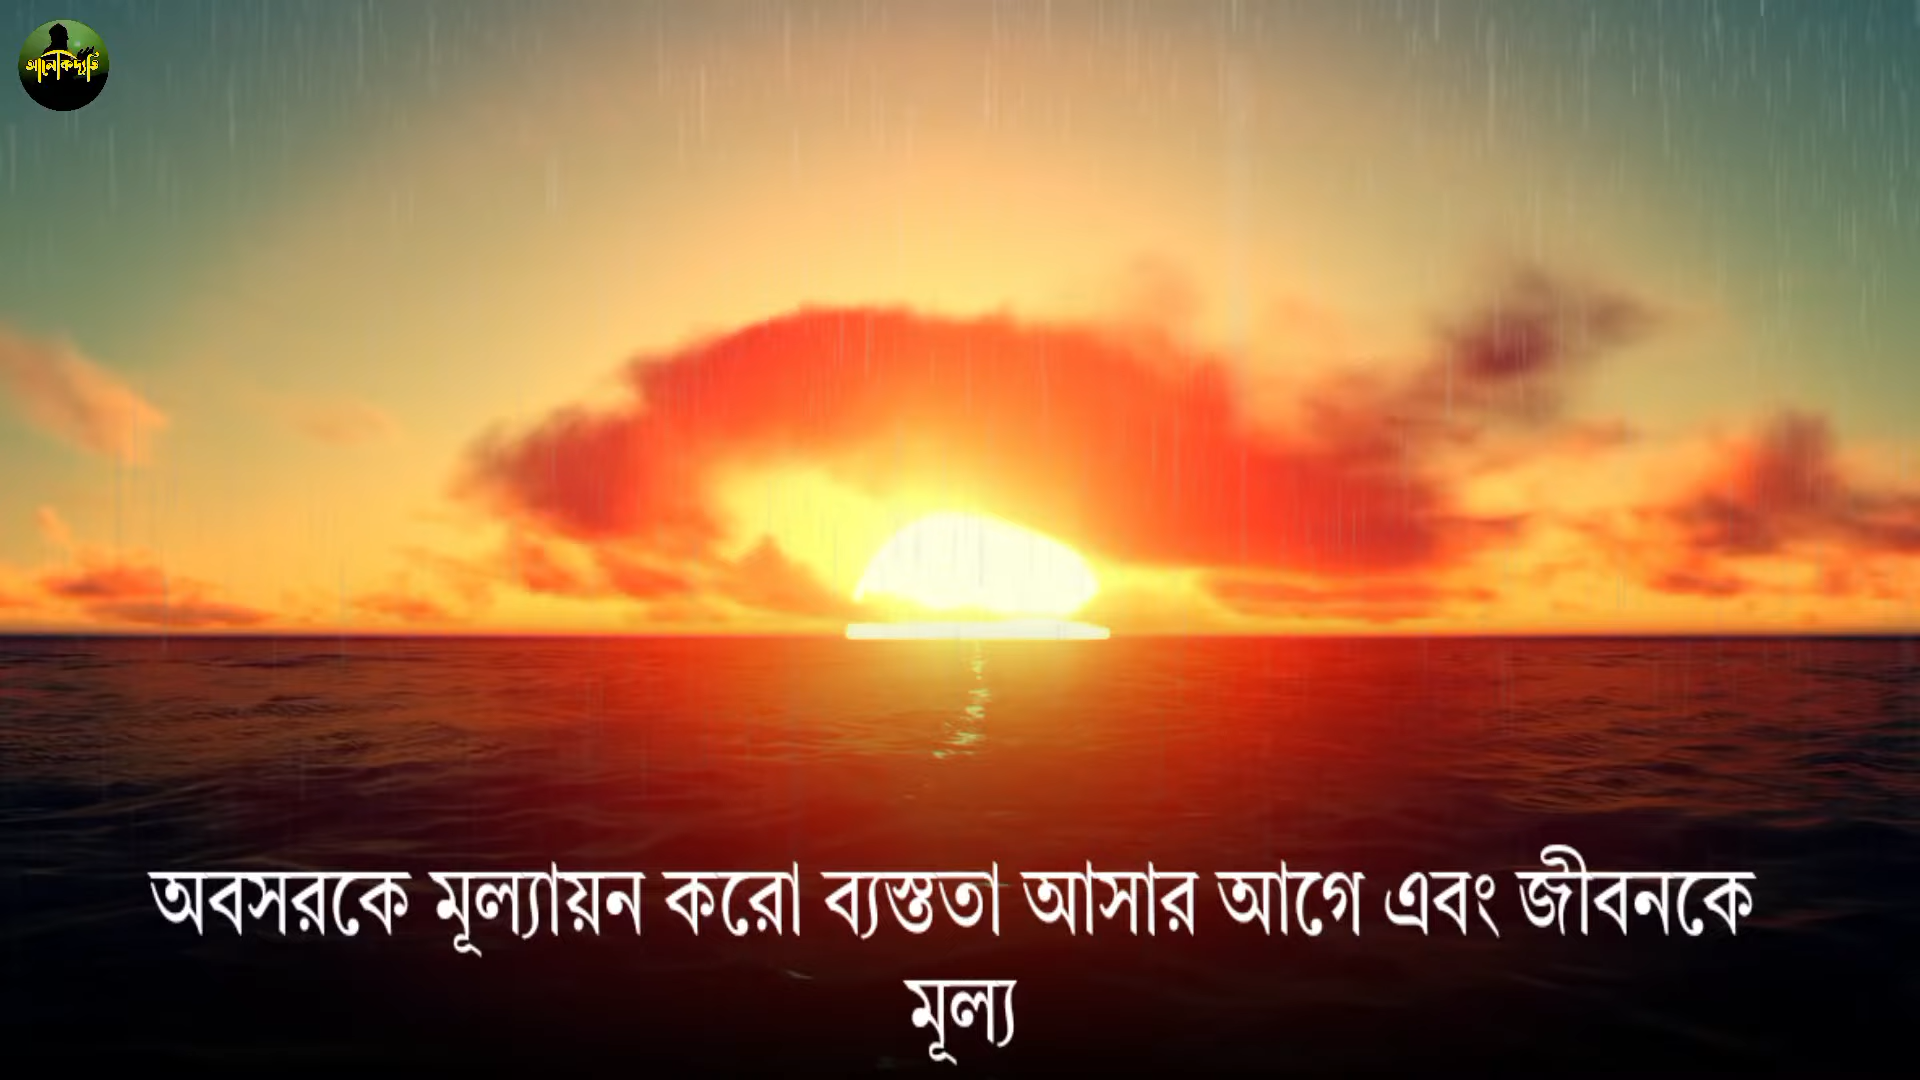 অবসরকে মূল্যায়ন করো ব্যস্ততা আসার আগে এবং জীবনকে
মূল্য